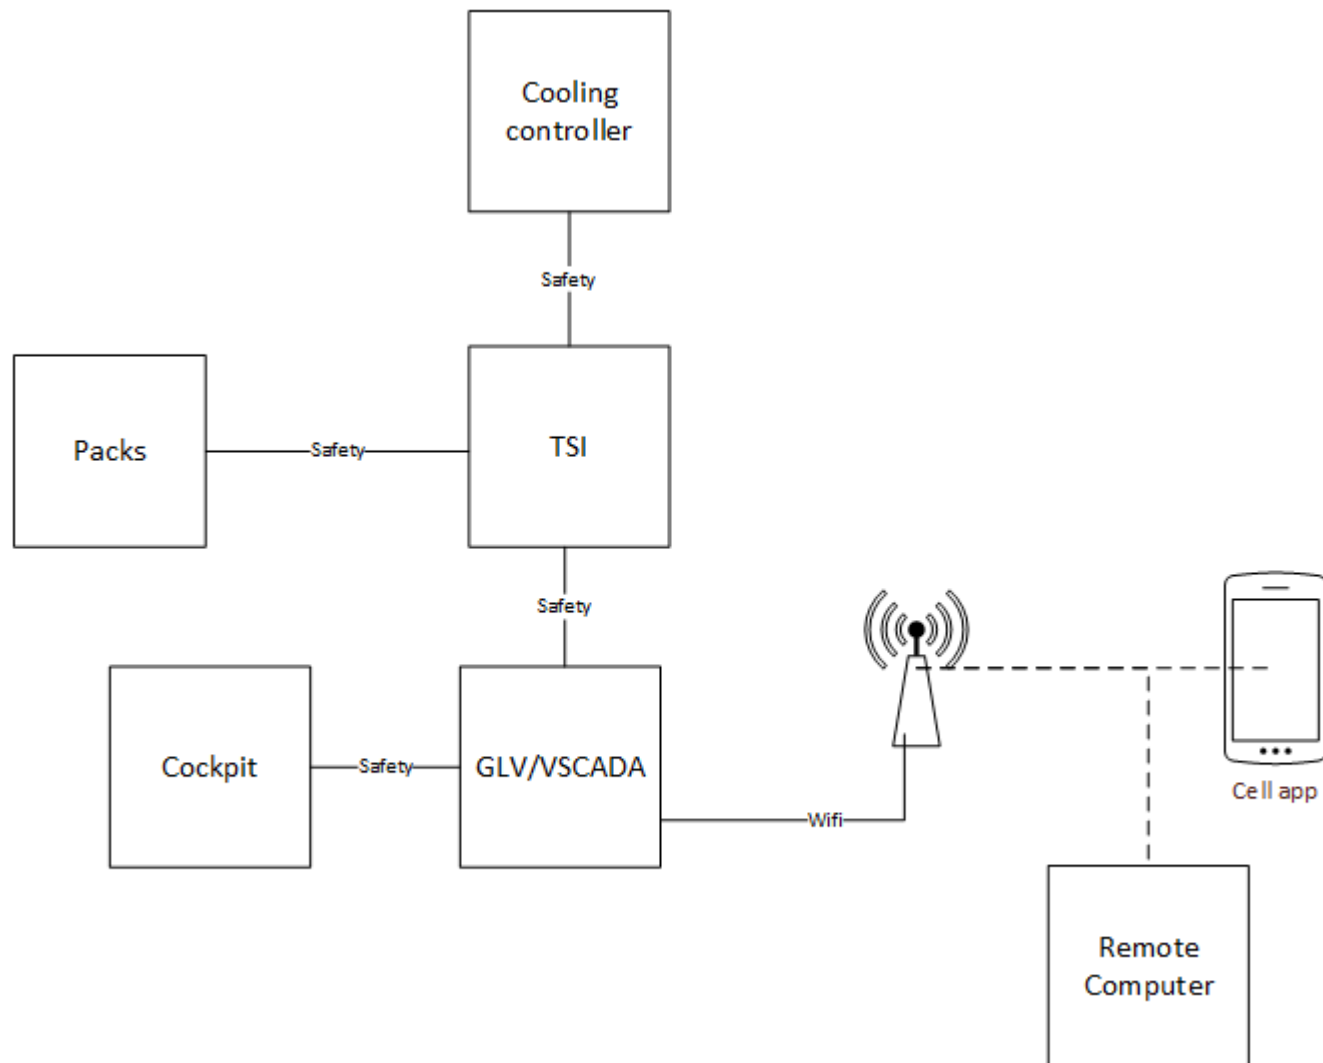 Cooling
controller
Safety
Packs
Safety
TSI
Safety
Cockpit
Safety
GLV/VSCADA
Wifi
Cell app
Remote
Computer